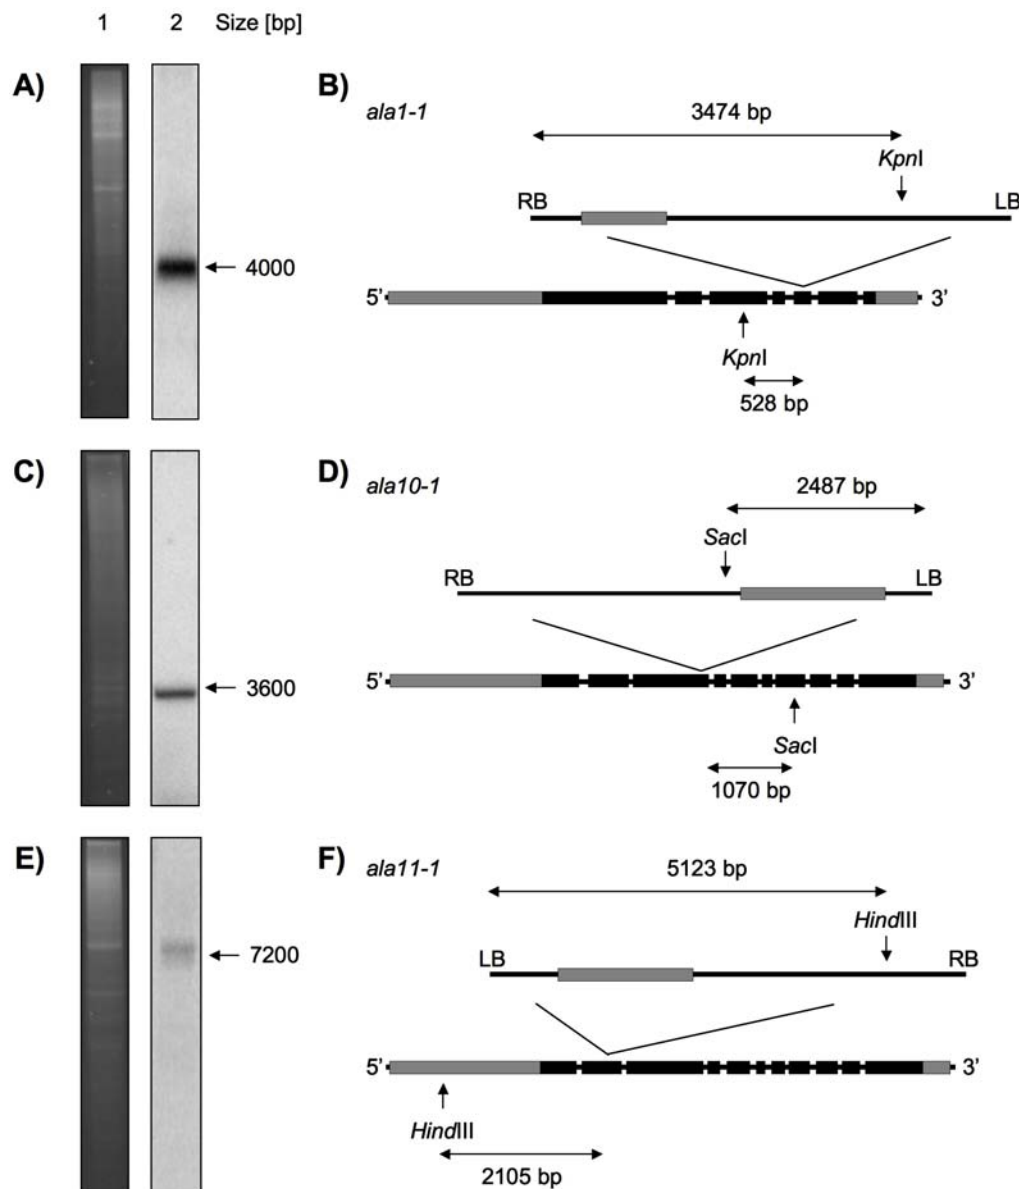 1 2 Size [bp]
A)
4000
B)
ala1-1
3474 bp
KpnI
RB LB
5’ 3’
KpnI
528 bp
C)
3600
D)
ala10-1
2487 bp
SacI
RB LB
5’ 3’
SacI
1070 bp
E)
7200
F)
ala11-1
5123 bp
HindIII
LB RB
5’ 3’
HindIII
2105 bp